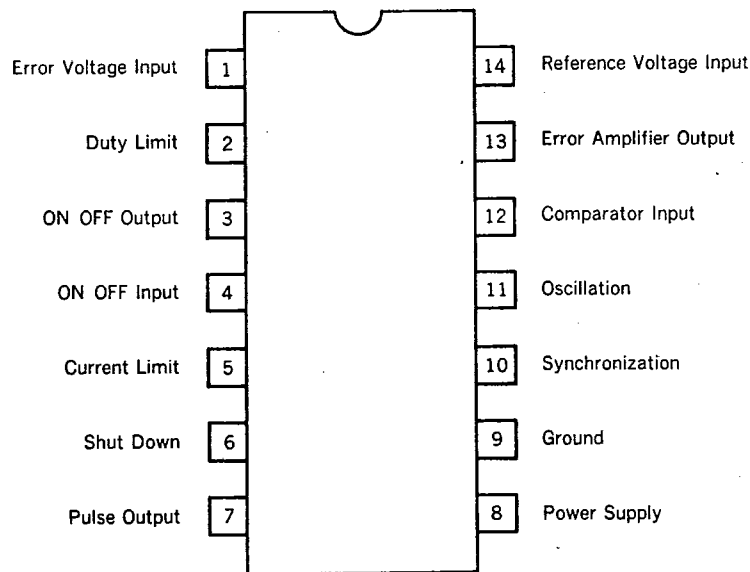 Error Voltage Input 1 14 Reference Voltage Input
Duty Limit 2 13 Error Amplifier Output
ON OFF Output 3 12 Comparator Input
ON OFF Input 4 11 Oscillation
Current Limit 5 10 Synchronization
Shut Down 6 9 Ground
Pulse Output 7 8 Power Supply